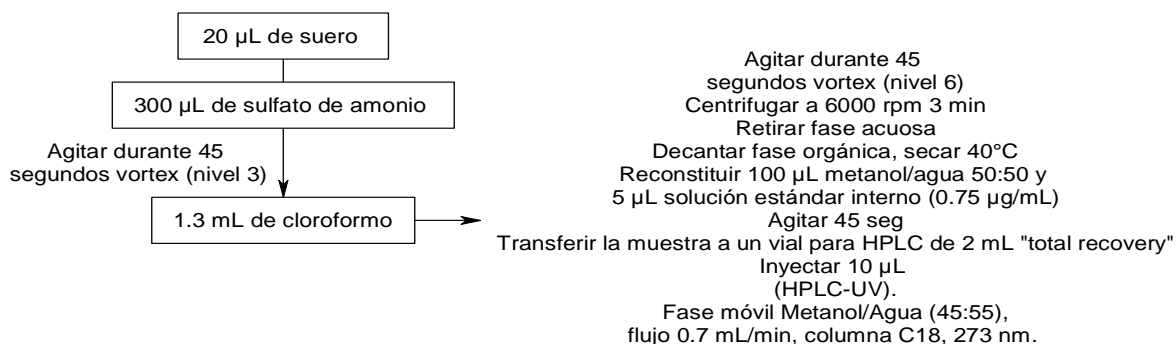 20 µL de suero
300 µL de sulfato de amonio
Agitar durante 45
segundos vortex (nivel 3)
1.3 mL de cloroformo
Agitar durante 45
segundos vortex (nivel 6)
Centrifugar a 6000 rpm 3 min
Retirar fase acuosa
Decantar fase orgánica, secar 40°C
Reconstituir 100 µL metanol/agua 50:50 y
5 µL solución estándar interno (0.75 µg/mL)
Agitar 45 seg
Transferir la muestra a un vial para HPLC de 2 mL "total recovery"
Inyectar 10 µL
(HPLC-UV).
Fase móvil Metanol/Agua (45:55),
flujo 0.7 mL/min, columna C18, 273 nm.